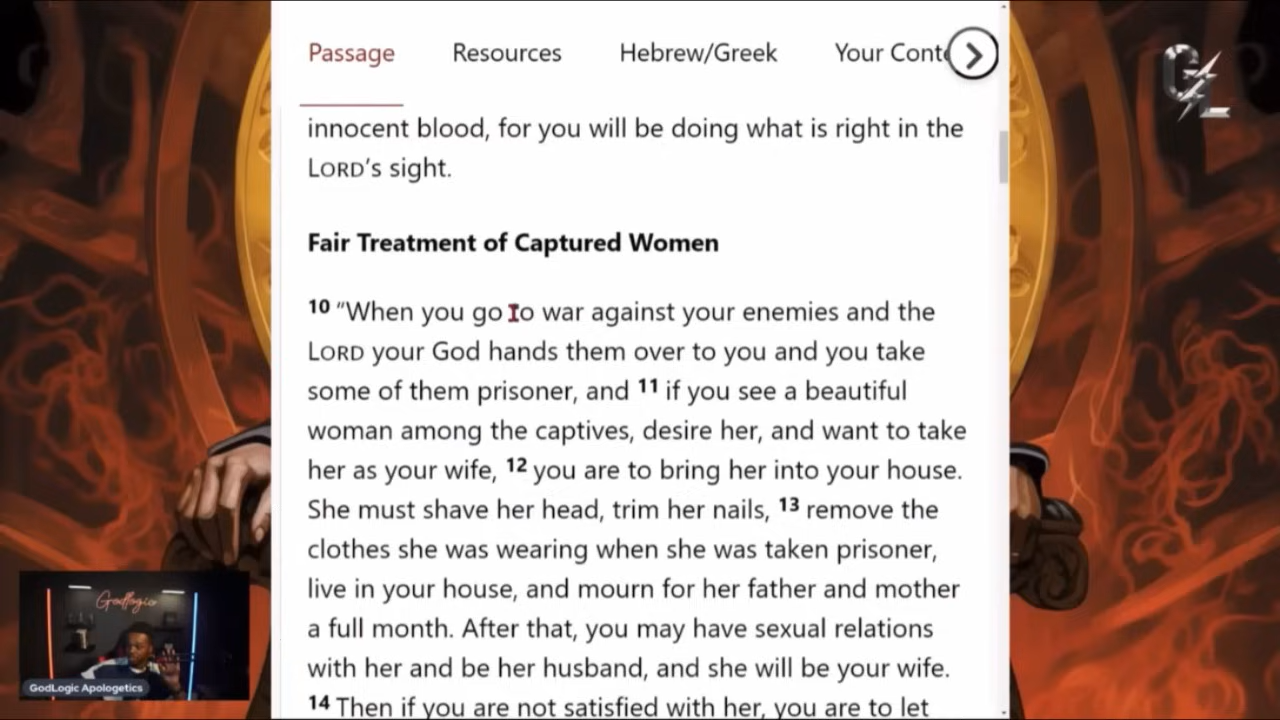 Passage
Resources
Hebrew/Greek
Your Conte
GL
innocent blood, for you will be doing what is right in the
LORD's sight.
Fair Treatment of Captured Women
10 "When you go to war against your enemies and the
LORD your God hands them over to you and you take
some of them prisoner, and 11 if you see a beautiful
woman among the captives, desire her, and want to take
her as your wife, 12 you are to bring her into your house.
She must shave her head, trim her nails, 13 remove the
clothes she was wearing when she was taken prisoner,
live in your house, and mourn for her father and mother
a full month. After that, you may have sexual relations
with her and be her husband, and she will be your wife.
14 Then if you are not satisfied with her, you are to let
Godlogic
GodLogic Apologetics